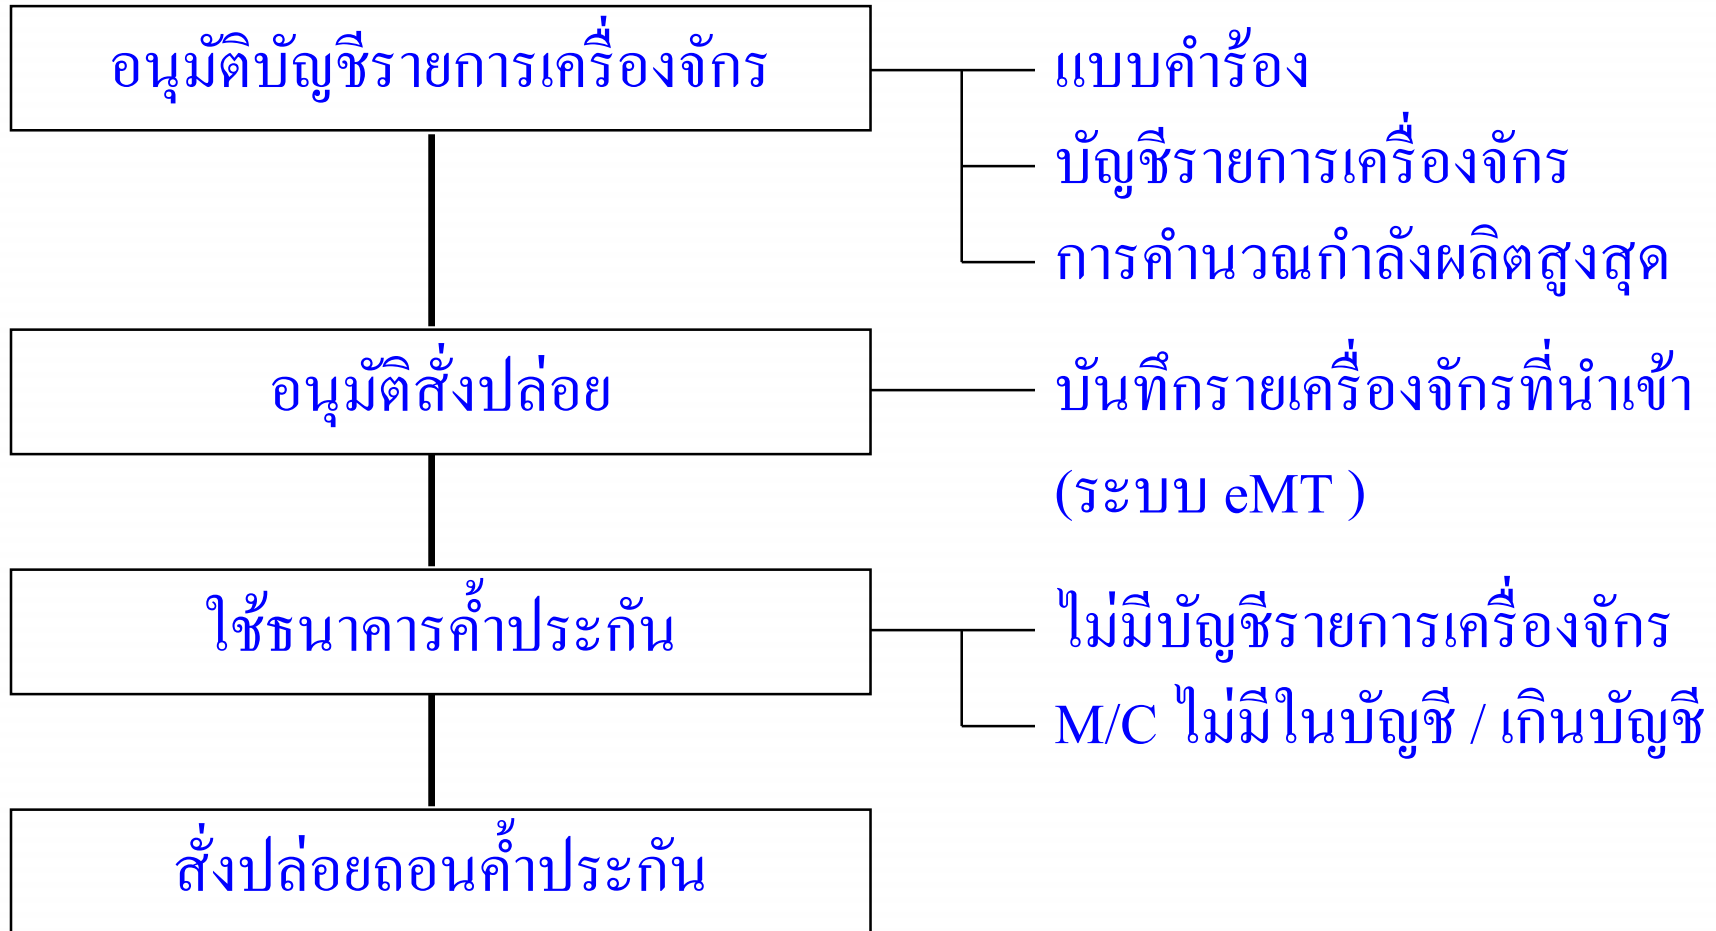 อนุมัติบัญชีรายการเครื่องจักร
แบบคำร้อง
บัญชีรายการเครื่องจักร
การคำนวณกำลังผลิตสูงสุด
อนุมัติสั่งปล่อย
บันทึกรายเครื่องจักรที่นำเข้า
(ระบบ eMT )
ใช้ธนาคารค้ำประกัน
ไม่มีบัญชีรายการเครื่องจักร
M/C ไม่มีในบัญชี / เกินบัญชี
สั่งปล่อยถอนค้ำประกัน